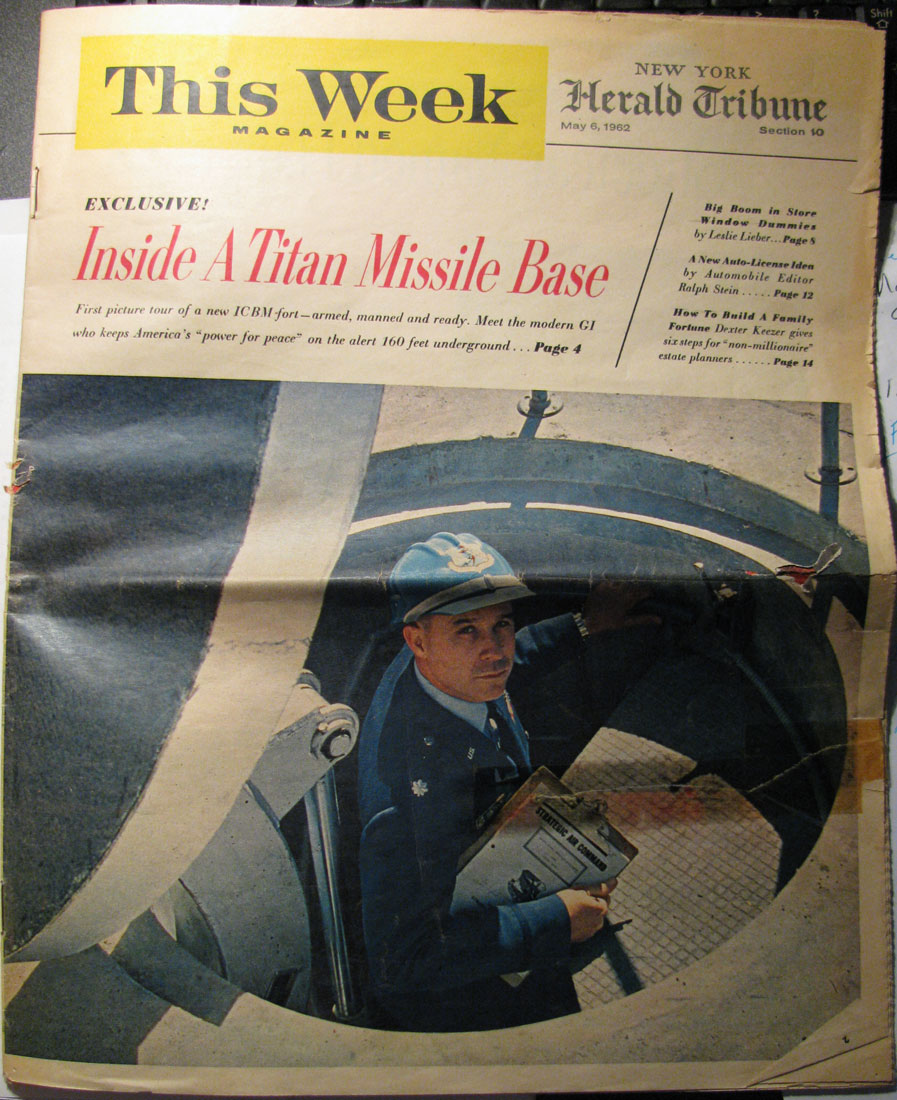 Shift
This Week
MAGAZINE
NEW YORK
Herald Tribune
May 6, 1962 Section 10
EXCLUSIVE!
Inside A Titan Missile Base
First picture tour of a new ICBM-fort—armed, manned and ready. Meet the modern GI
who keeps America's "power for peace" on the alert 160 feet underground ... Page 4
Big Boom in Store
Window Dummies
by Leslie Lieber...Page 8
A New Auto-License Idea
by Automobile Editor
Ralph Stein ..... Page 12
How To Build A Family
Fortune Dexter Keezer gives
six steps for "non-millionaire"
estate planners ...... Page 14
US
STRATEGIC AIR COMMAND